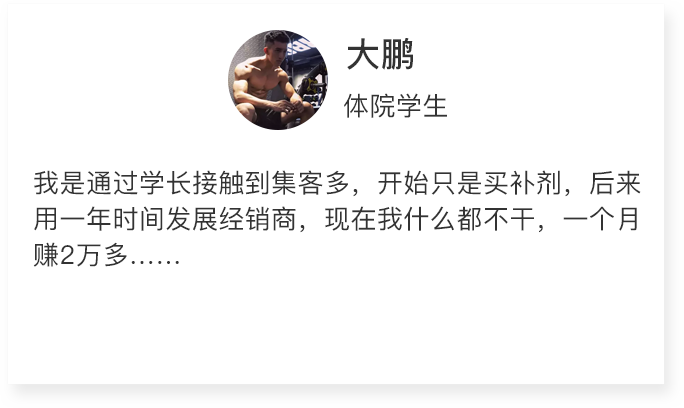 大鹏
体院学生
我是通过学长接触到集客多，开始只是买补剂，后来
用一年时间发展经销商，现在我什么都不干，一个月
赚2万多……